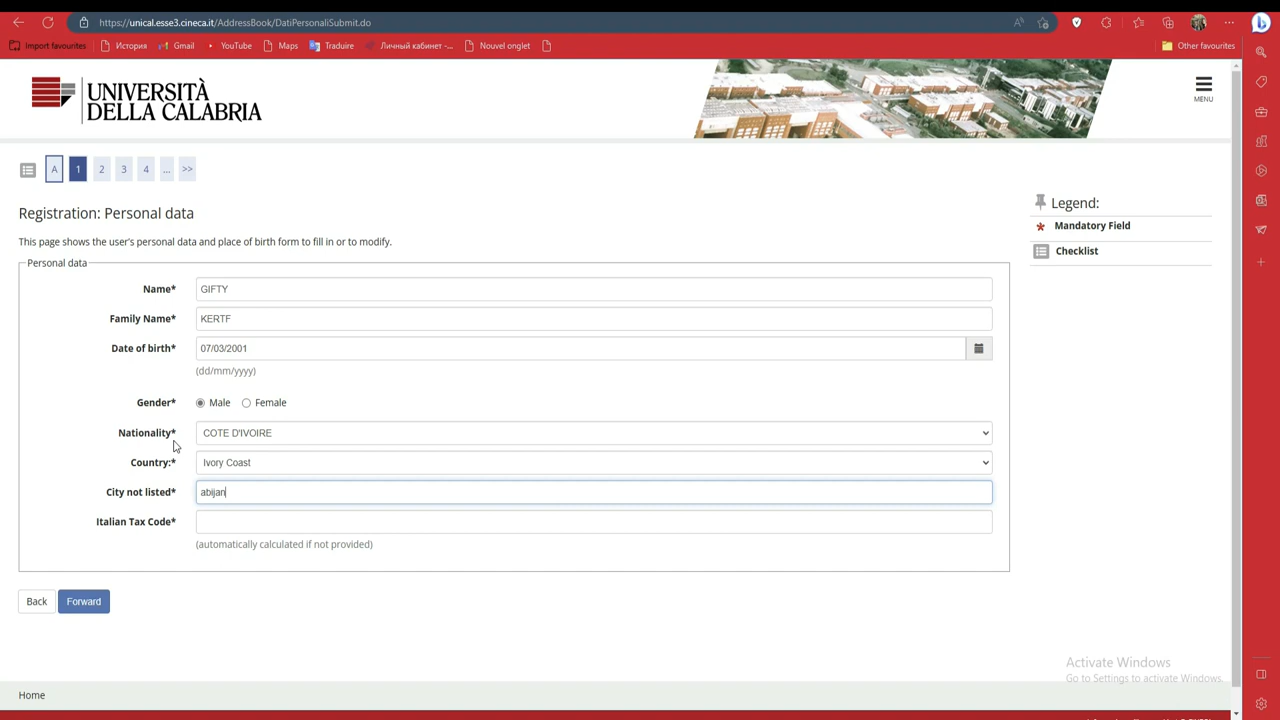 https://unical.esse3.cineca.it/AddressBook/DatiPersonaliSubmit.do
Import favourites История Gmail YouTube Maps Traduire Личный кабинет -... Nouvel onglet Other favourites
UNIVERSITÀ
DELLA CALABRIA
MENU
A 1 2 3 4 ... >>
Registration: Personal data
This page shows the user's personal data and place of birth form to fill in or to modify.
Personal data
Name* GIFTY
Family Name* KERTF
Date of birth* 07/03/2001
(dd/mm/yyyy)
Gender* Male Female
Nationality* COTE D'IVOIRE
Country:* Ivory Coast
City not listed* abijan
Italian Tax Code*
(automatically calculated if not provided)
Back Forward
Legend:
* Mandatory Field
Checklist
Activate Windows
Go to Settings to activate Windows.
Home